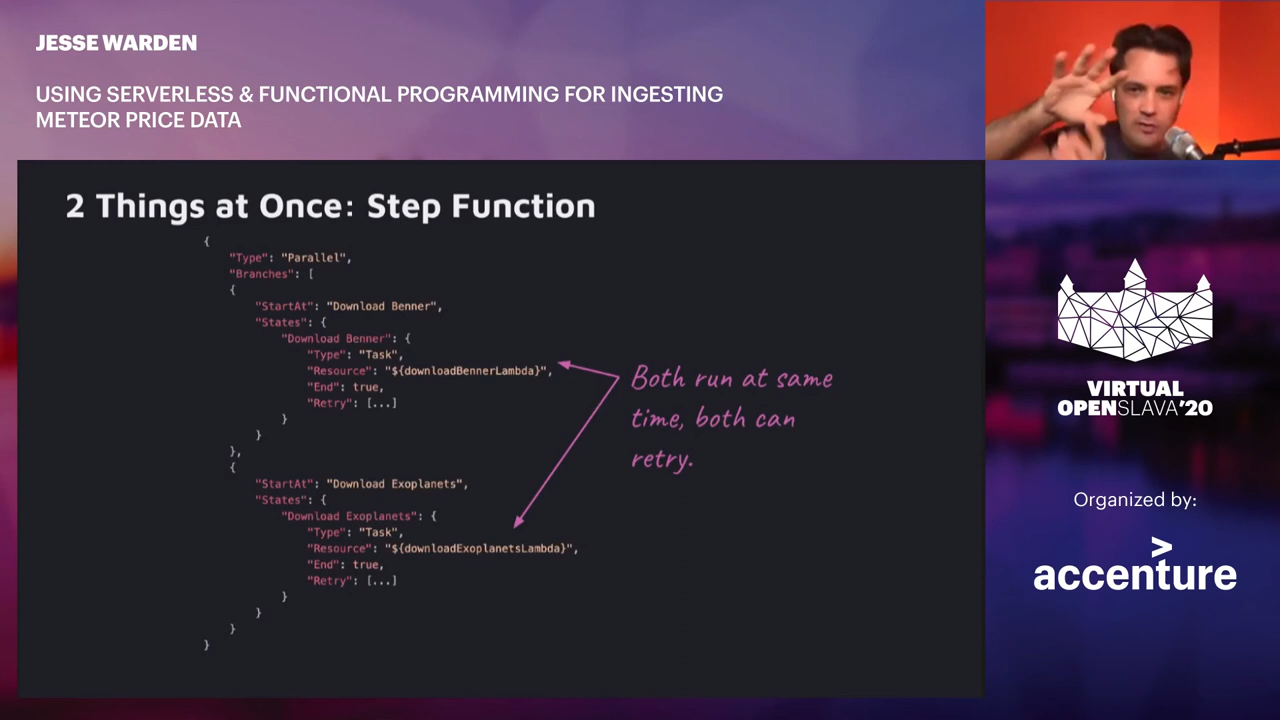 JESSE WARDEN
USING SERVERLESS & FUNCTIONAL PROGRAMMING FOR INGESTING
METEOR PRICE DATA
2 Things at Once: Step Function
{
"Type": "Parallel",
"Branches": [
{
"StartAt": "Download Benner",
"States": {
"Download Benner": {
"Type": "Task",
"Resource": "${downloadBennerLambda}",
"End": true,
"Retry": [...]
}
}
},
{
"StartAt": "Download Exoplanets",
"States": {
"Download Exoplanets": {
"Type": "Task",
"Resource": "${downloadExoplanetsLambda}",
"End": true,
"Retry": [...]
}
}
}
}
Both run at same
time, both can
retry.
VIRTUAL
OPENSLAVA'20
Organized by:
accenture